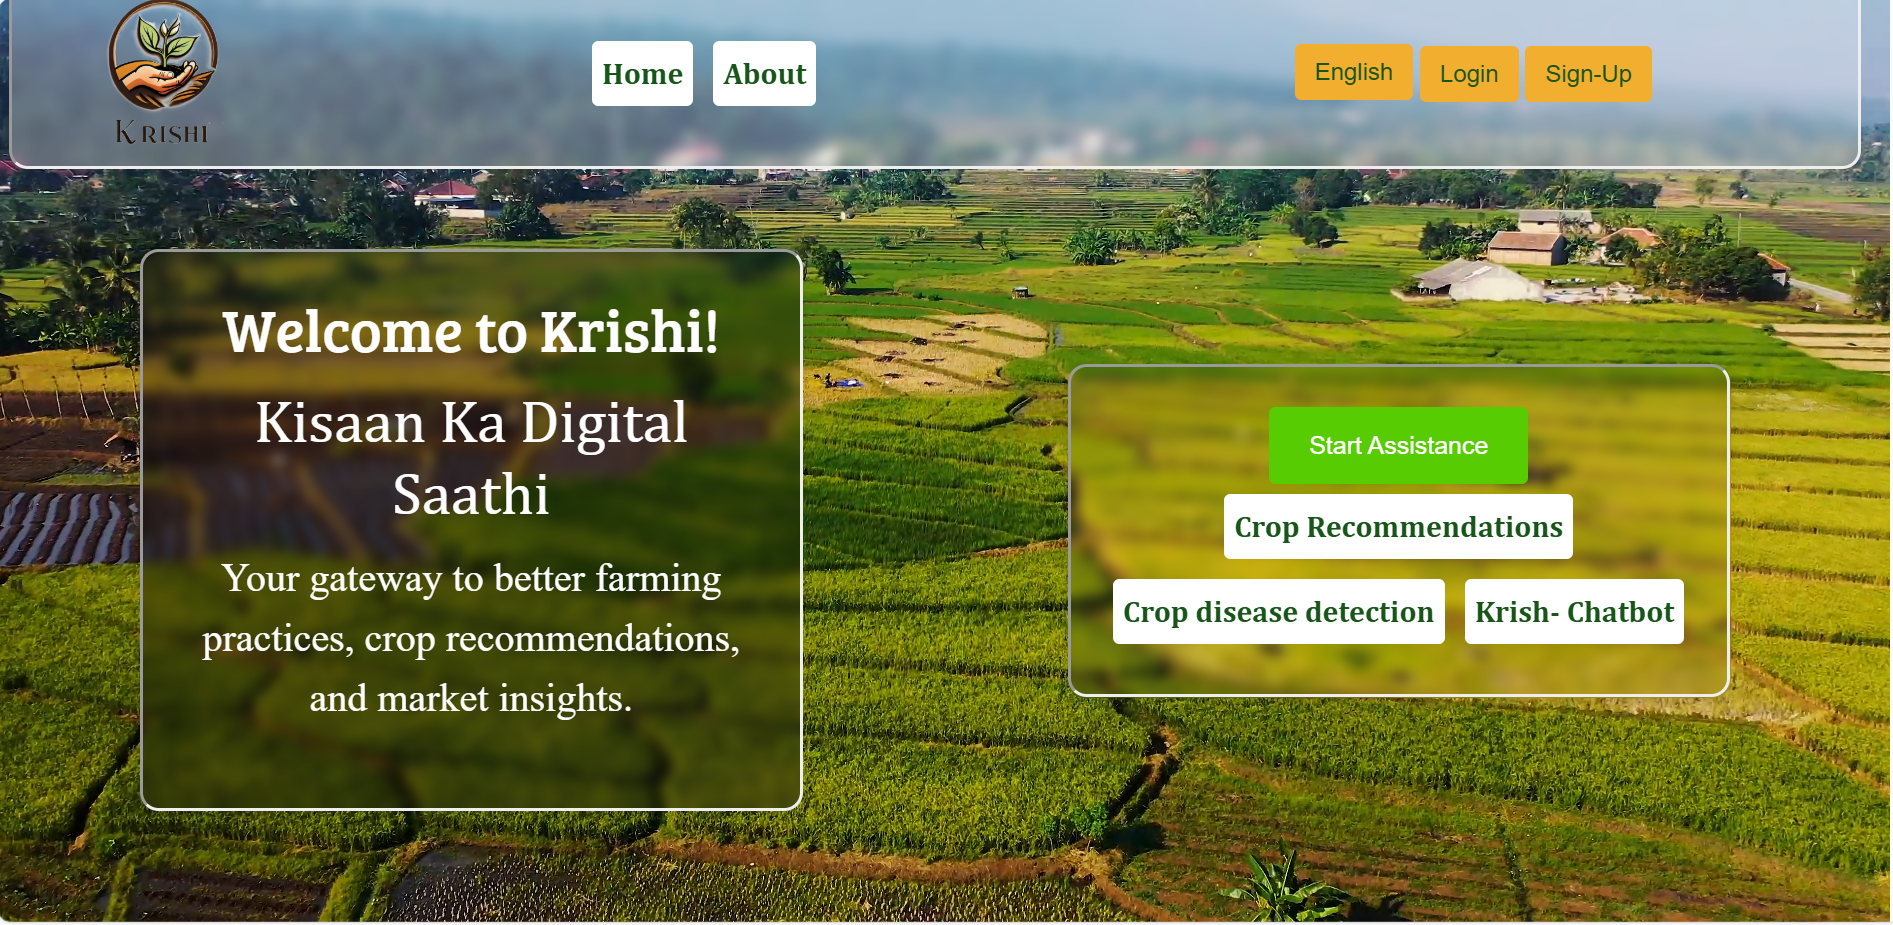 KRISHI
Home
About
English
Login
Sign-Up
Welcome to Krishi!
Kisaan Ka Digital
Saathi
Your gateway to better farming
practices, crop recommendations,
and market insights.
Start Assistance
Crop Recommendations
Crop disease detection
Krish- Chatbot